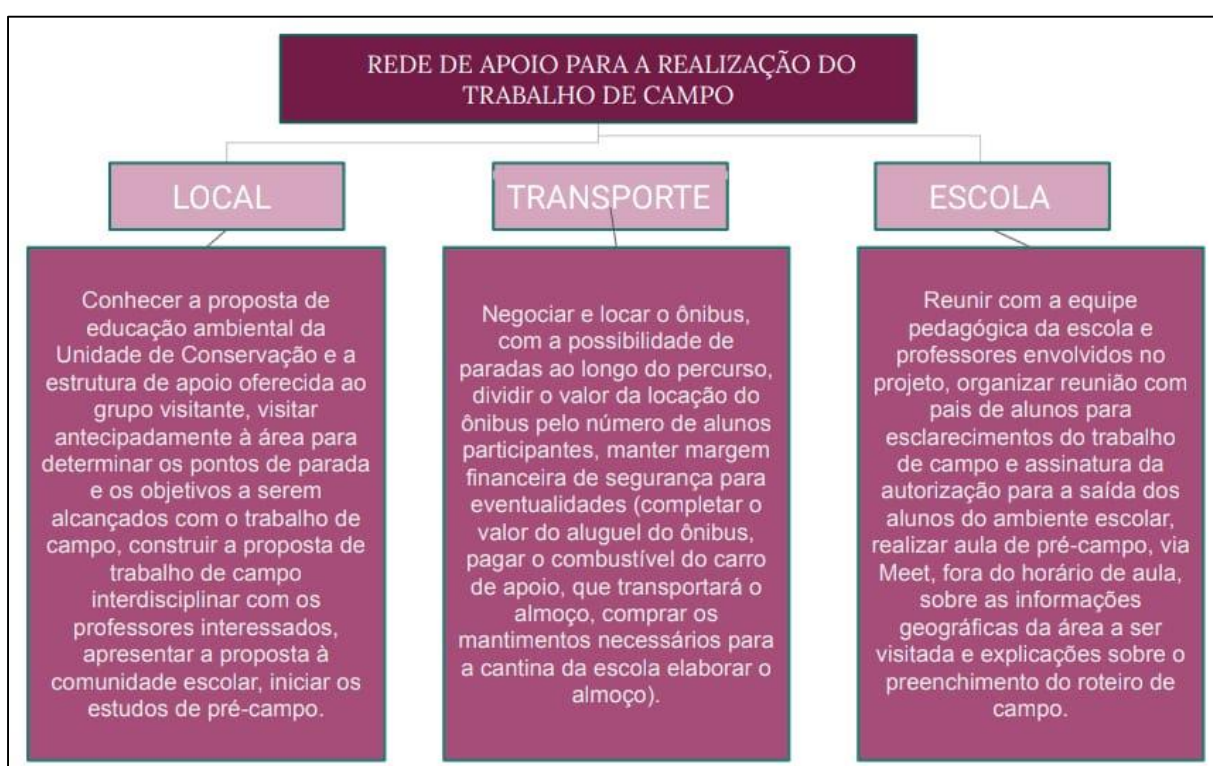 REDE DE APOIO PARA A REALIZAÇÃO DO
TRABALHO DE CAMPO
LOCAL
Conhecer a proposta de
educação ambiental da
Unidade de Conservação e a
estrutura de apoio oferecida ao
grupo visitante, visitar
antecipadamente à área para
determinar os pontos de parada
e os objetivos a serem
alcançados com o trabalho de
campo, construir a proposta de
trabalho de campo
interdisciplinar com os
professores interessados,
apresentar a proposta à
comunidade escolar, iniciar os
estudos de pré-campo.
TRANSPORTE
Negociar e locar o ônibus,
com a possibilidade de
paradas ao longo do percurso,
dividir o valor da locação do
ônibus pelo número de alunos
participantes, manter margem
financeira de segurança para
eventualidades (completar o
valor do aluguel do ônibus,
pagar o combustível do carro
de apoio, que transportará o
almoço, comprar os
mantimentos necessários para
a cantina da escola elaborar o
almoço).
ESCOLA
Reunir com a equipe
pedagógica da escola e
professores envolvidos no
projeto, organizar reunião com
pais de alunos para
esclarecimentos do trabalho
de campo e assinatura da
autorização para a saída dos
alunos do ambiente escolar,
realizar aula de pré-campo, via
Meet, fora do horário de aula,
sobre as informações
geográficas da área a ser
visitada e explicações sobre o
preenchimento do roteiro de
campo.